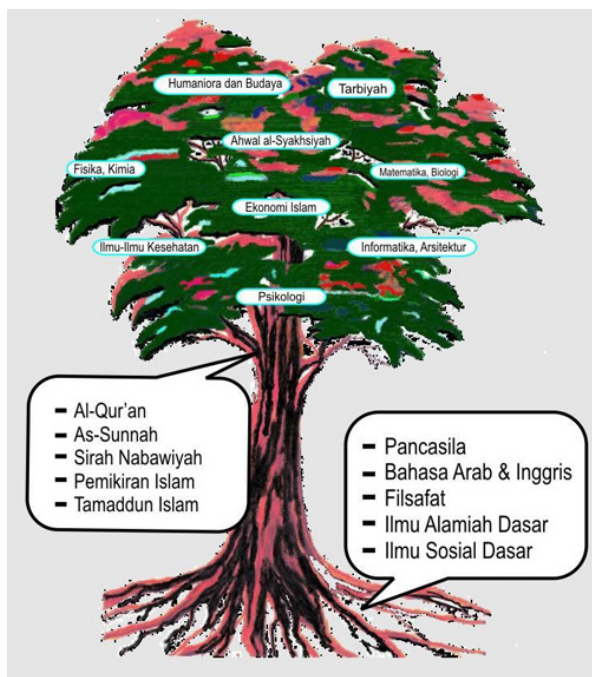 Humaniora dan Budaya
Tarbiyah
Ahwal al-Syakhsiyah
Fisika, Kimia
Matematika, Biologi
Ekonomi Islam
Ilmu-Ilmu Kesehatan
Informatika, Arsitektur
Psikologi
- Al-Qur’an
- As-Sunnah
- Sirah Nabawiyah
- Pemikiran Islam
- Tamaddun Islam
- Pancasila
- Bahasa Arab & Inggris
- Filsafat
- Ilmu Alamiah Dasar
- Ilmu Sosial Dasar